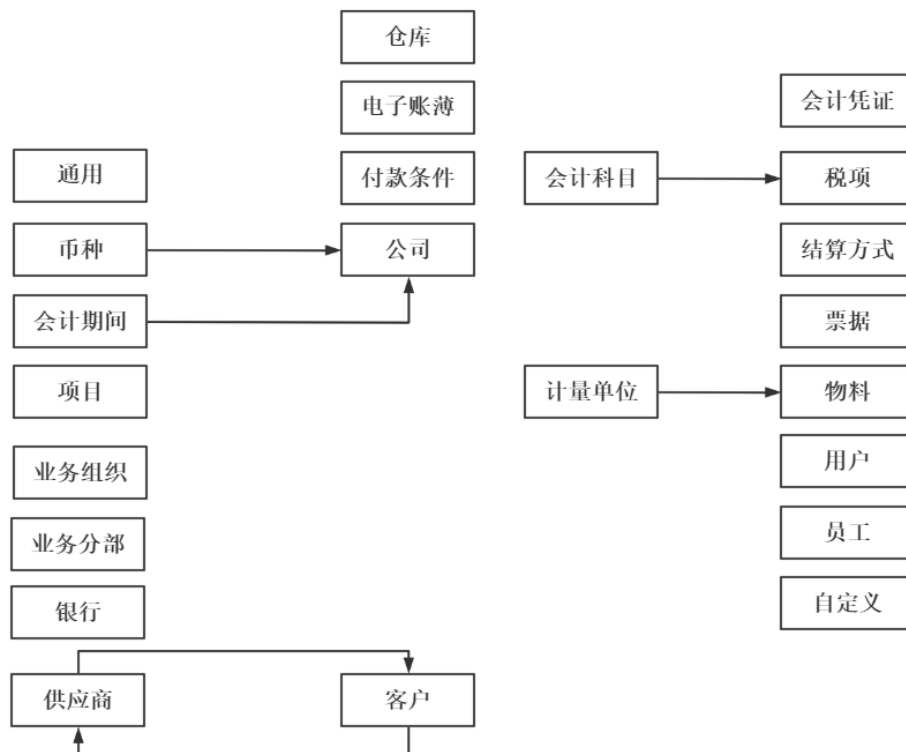 仓库
电子账薄
付款条件
公司
通用
币种
会计期间
项目
业务组织
业务分部
银行
供应商
客户
会计科目
计量单位
会计凭证
税项
结算方式
票据
物料
用户
员工
自定义